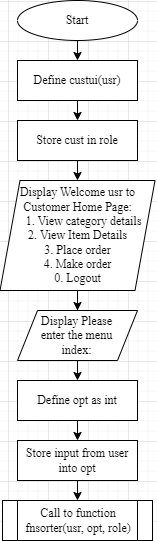 Start
Define custui(usr)
Store cust in role
Display Welcome usr to
Customer Home Page:
1. View category details
2. View Item Details
3. Place order
4. Make order
0. Logout
Display Please
enter the menu
index:
Define opt as int
Store input from user
into opt
Call to function
fnsorter(usr, opt, role)